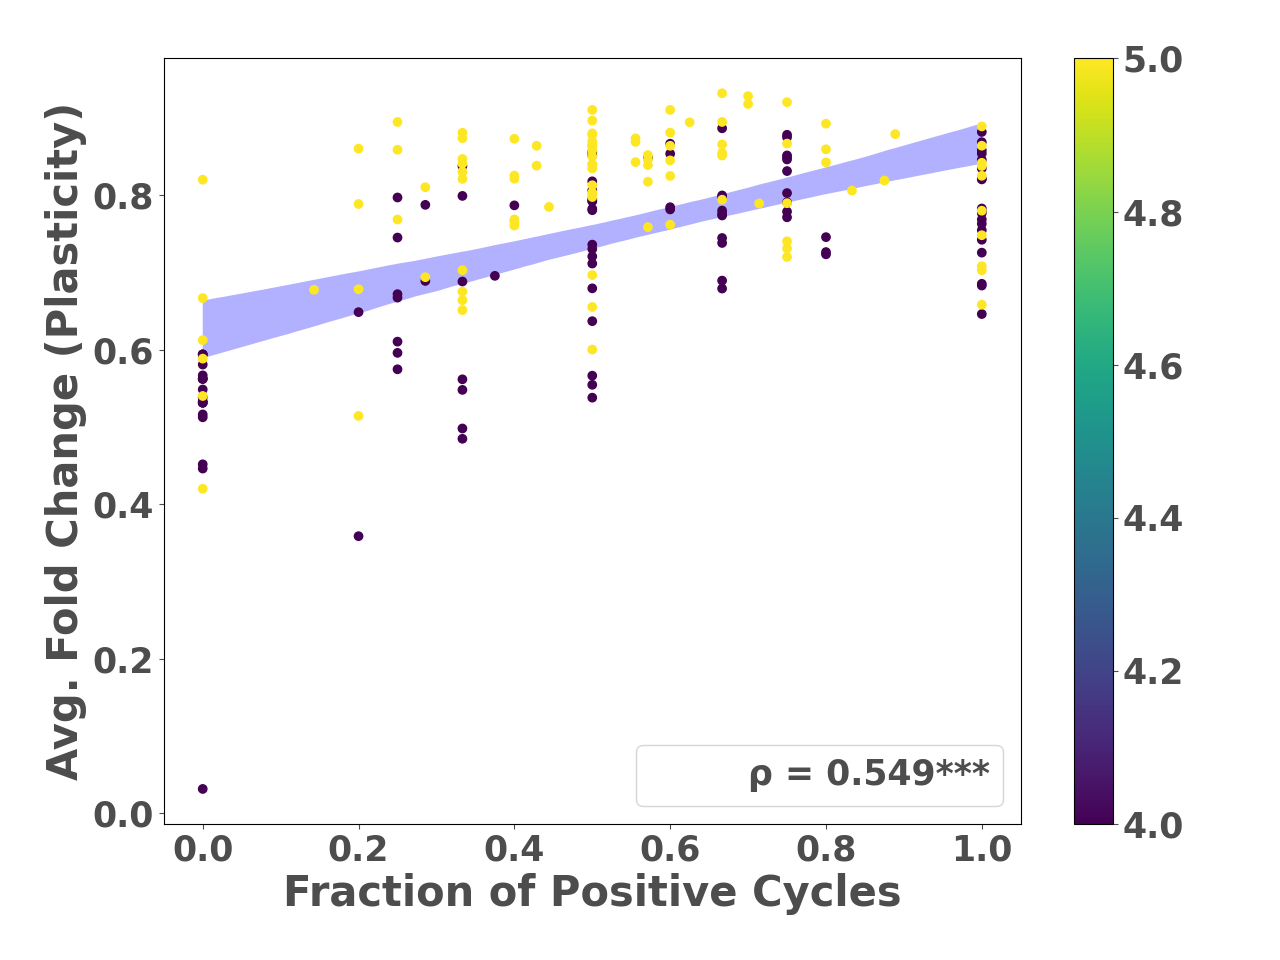 Avg. Fold Change (Plasticity)
0.8
0.6
0.4
0.2
0.0
0.0 0.2 0.4 0.6 0.8 1.0
Fraction of Positive Cycles
ρ = 0.549***
5.0
4.8
4.6
4.4
4.2
4.0